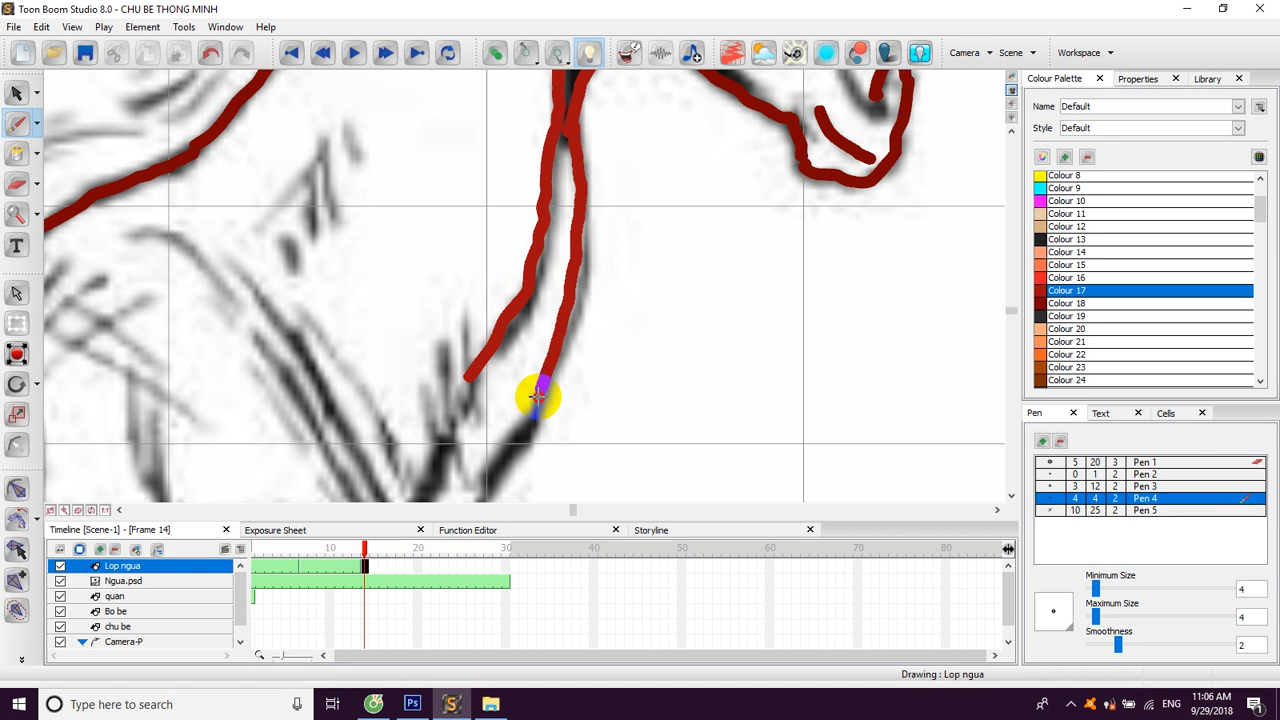 Toon Boom Studio 8.0 - CHU BE THONG MINH
File Edit View Play Element Tools Window Help
Camera Scene Workspace
Colour Palette Properties Library
Name Default
Style Default
Colour 8
Colour 9
Colour 10
Colour 11
Colour 12
Colour 13
Colour 14
Colour 15
Colour 16
Colour 17
Colour 18
Colour 19
Colour 20
Colour 21
Colour 22
Colour 23
Colour 24
Pen Text Cells
5 20 3 Pen 1
0 1 2 Pen 2
3 12 2 Pen 3
4 4 2 Pen 4
10 25 2 Pen 5
Minimum Size
4
Maximum Size
4
Smoothness
2
Timeline [Scene-1] - [Frame 14] Exposure Sheet Function Editor Storyline
10 20 30 40 50 60 70 80
Lop ngua
Ngua.psd
quan
Bo be
chu be
Camera-P
Drawing : Lop ngua
Type here to search
ENG
11:06 AM
9/29/2018
1